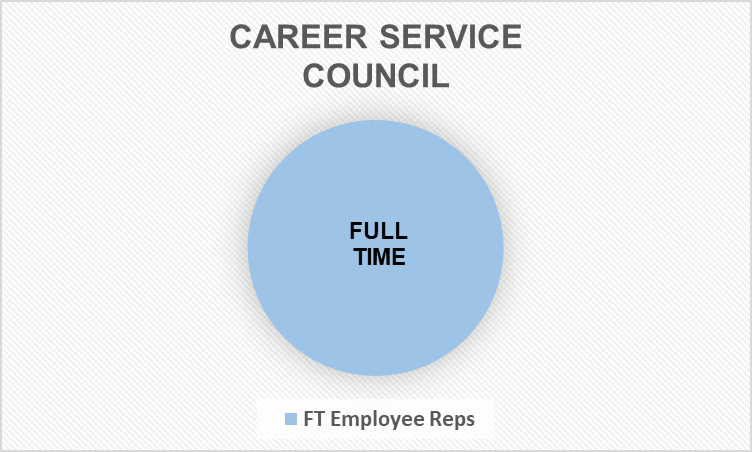 CAREER SERVICE
COUNCIL
FULL
TIME
FT Employee Reps